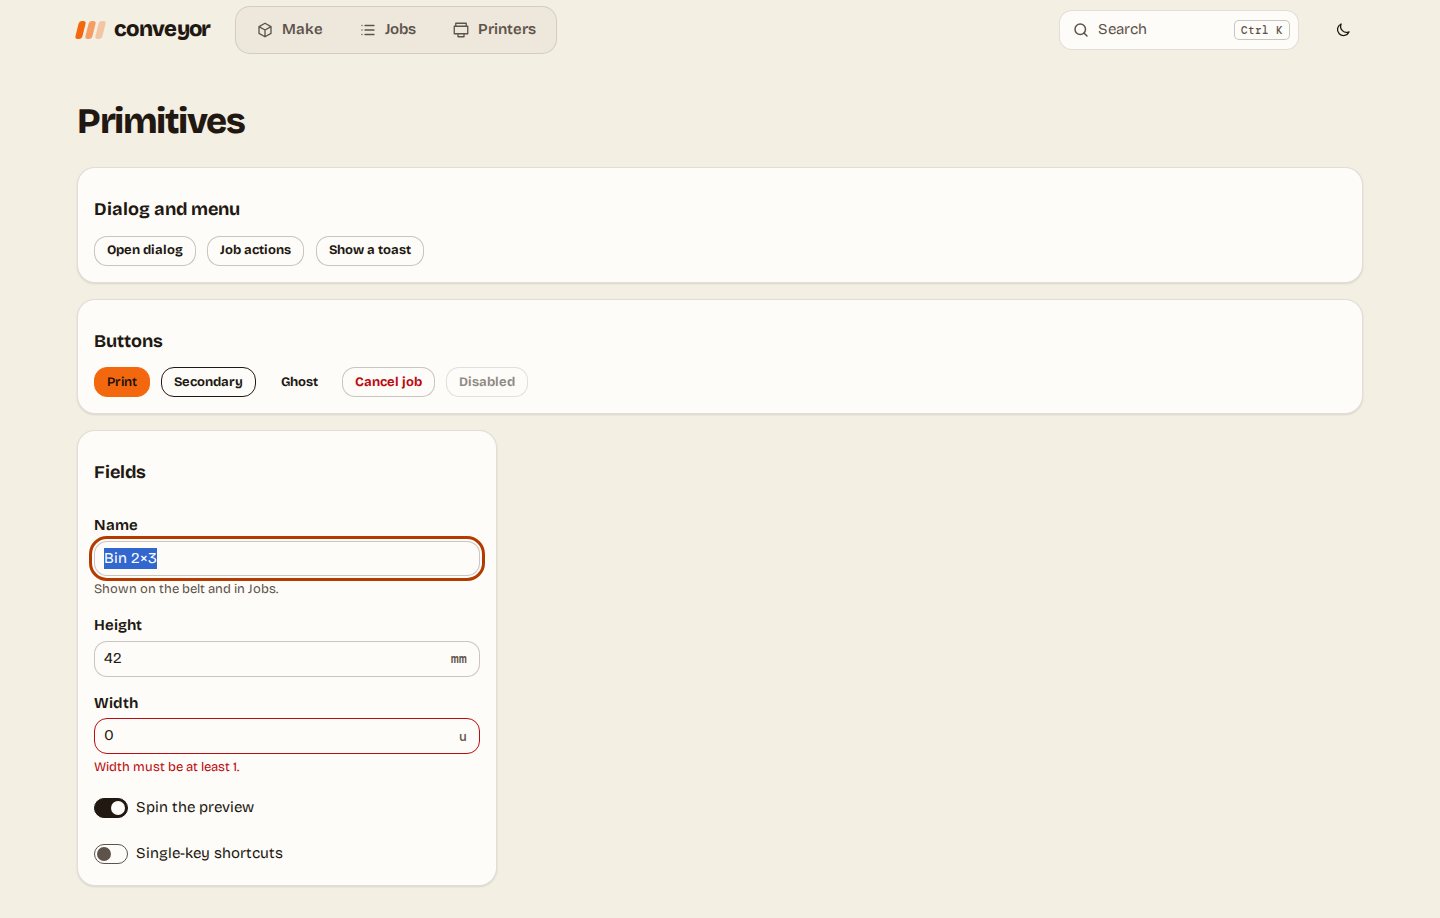 conveyor
Make
Jobs
Printers
Search
Ctrl K
Primitives
Dialog and menu
Open dialog
Job actions
Show a toast
Buttons
Print
Secondary
Ghost
Cancel job
Disabled
Fields
Name
Bin 2×3
Shown on the belt and in Jobs.
Height
42
mm
Width
0
u
Width must be at least 1.
Spin the preview
Single-key shortcuts